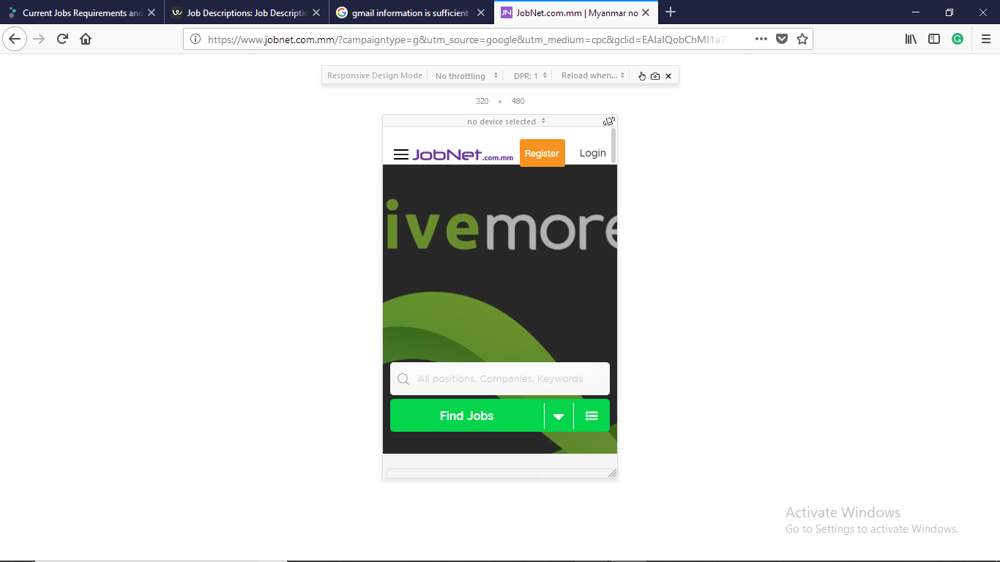 Current Jobs Requirements and
Job Descriptions: Job Descriptio
gmail information is sufficient
JobNet.com.mm | Myanmar no
https://www.jobnet.com.mm/?campaigntype=g&utm_source=google&utm_medium=cpc&gclid=EAIaIQobChMI1a7
Responsive Design Mode
No throttling
DPR: 1
Reload when...
320 × 480
no device selected
JobNet.com.mm
Register
Login
ivemore
All positions, Companies, Keywords
Find Jobs
Activate Windows
Go to Settings to activate Windows.